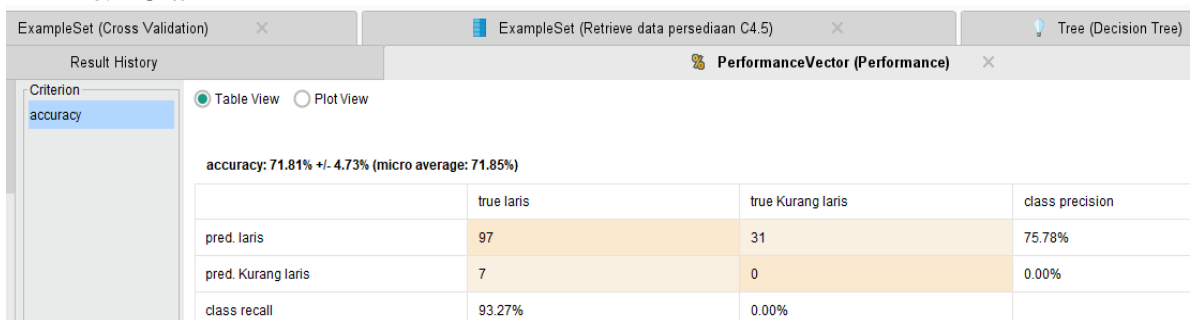 ExampleSet (Cross Validation) ExampleSet (Retrieve data persediaan C4.5) Tree (Decision Tree)
Result History PerformanceVector (Performance)
Criterion
accuracy
Table View Plot View
accuracy: 71.81% +/- 4.73% (micro average: 71.85%)
true laris true Kurang laris class precision
pred. laris 97 31 75.78%
pred. Kurang laris 7 0 0.00%
class recall 93.27% 0.00%